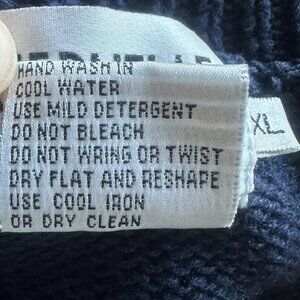 HAND WASH IN
COOL WATER
USE MILD DETERGENT
DO NOT BLEACH
DO NOT WRING OR TWIST
DRY FLAT AND RESHAPE
USE COOL IRON
OR DRY CLEAN
XL